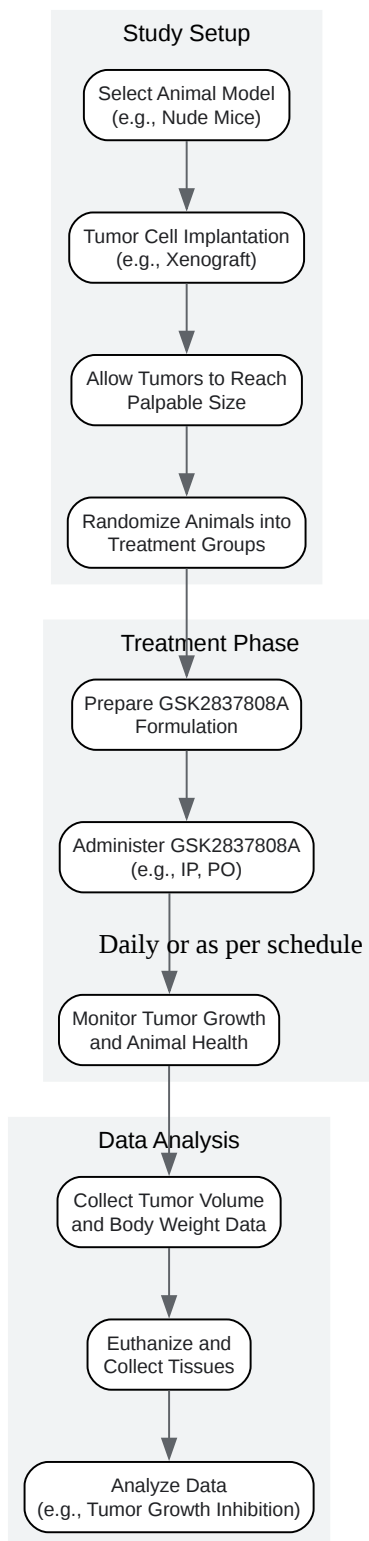 Study Setup
Select Animal Model
(e.g., Nude Mice)
Tumor Cell Implantation
(e.g., Xenograft)
Allow Tumors to Reach
Palpable Size
Randomize Animals into
Treatment Groups
Treatment Phase
Prepare GSK2837808A
Formulation
Administer GSK2837808A
(e.g., IP, PO)
Daily or as per schedule
Monitor Tumor Growth
and Animal Health
Data Analysis
Collect Tumor Volume
and Body Weight Data
Euthanize and
Collect Tissues
Analyze Data
(e.g., Tumor Growth Inhibition)